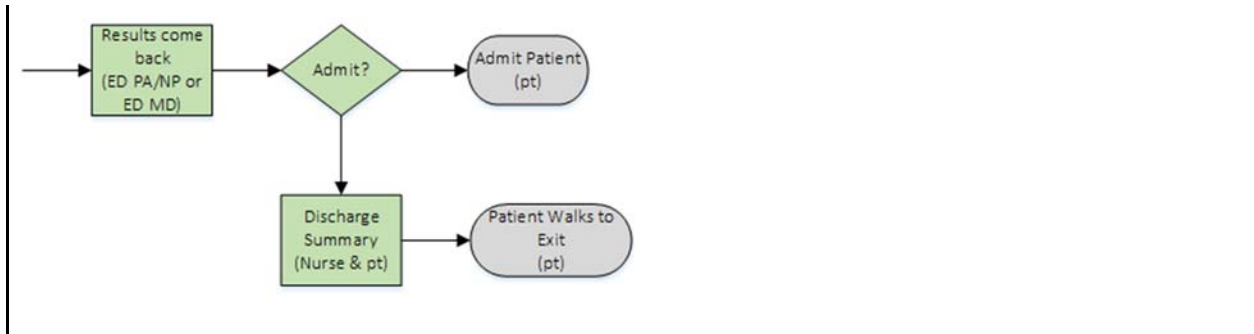 Results come
back
(ED PA/NP or
ED MD)
Admit?
Admit Patient
(pt)
Discharge
Summary
(Nurse & pt)
Patient Walks to
Exit
(pt)